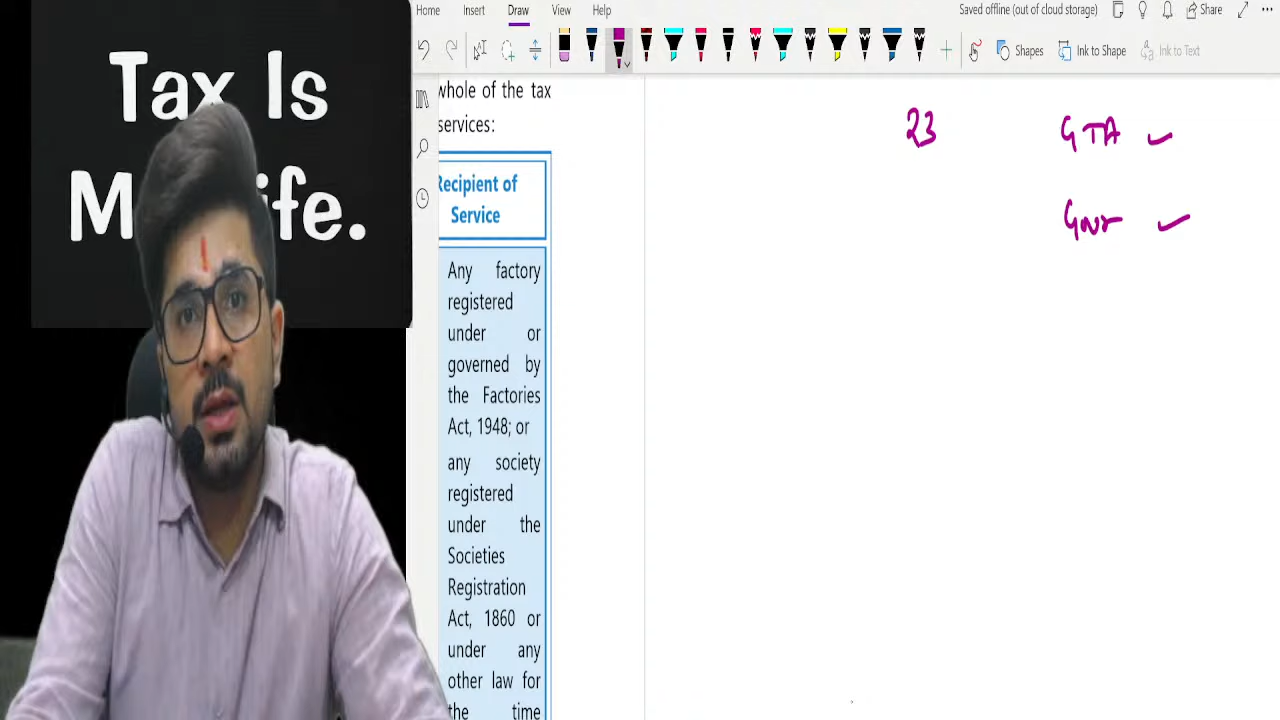 Home Insert Draw View Help
Saved offline (out of cloud storage) Share
Shapes Ink to Shape Ink to Text
Tax Is
M ife.
whole of the tax
services:
Recipient of
Service
Any factory
registered
under or
governed by
the Factories
Act, 1948; or
any society
registered
under the
Societies
Registration
Act, 1860 or
under any
other law for
the time
23 GTA
Govr